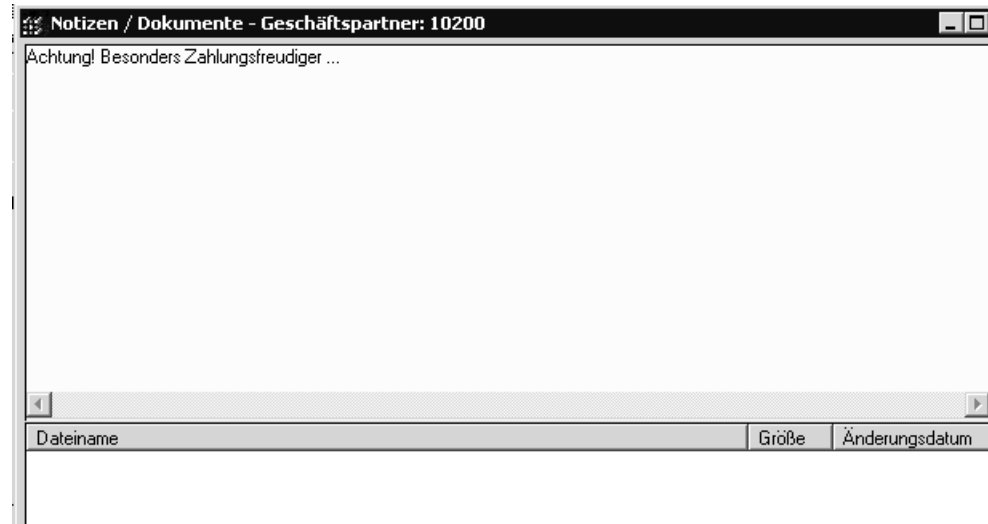 Notizen / Dokumente - Geschäftspartner: 10200
Achtung! Besonders Zahlungsfreudiger ...
Dateiname Größe Änderungsdatum